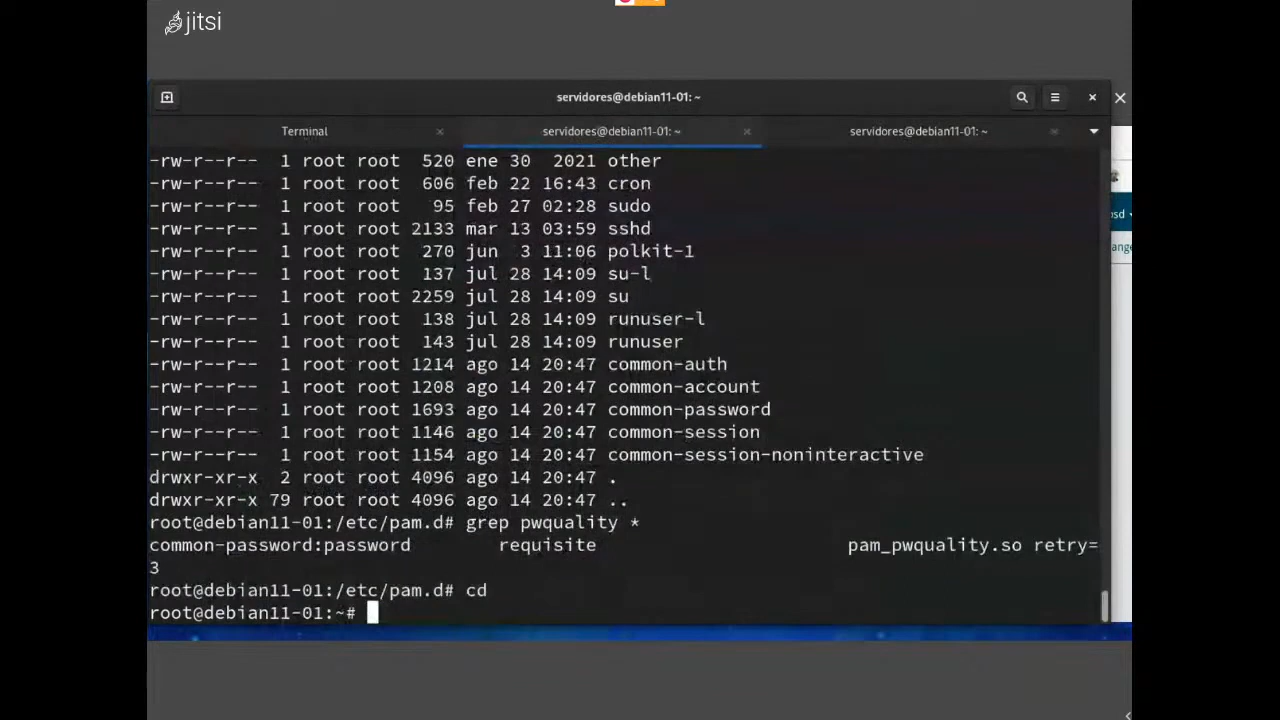 jitsi
servidores@debian11-01: ~
Terminal
servidores@debian11-01: ~
servidores@debian11-01: ~
-rw-r--r-- 1 root root 520 ene 30 2021 other
-rw-r--r-- 1 root root 606 feb 22 16:43 cron
-rw-r--r-- 1 root root 95 feb 27 02:28 sudo
-rw-r--r-- 1 root root 2133 mar 13 03:59 sshd
-rw-r--r-- 1 root root 270 jun 3 11:06 polkit-1
-rw-r--r-- 1 root root 137 jul 28 14:09 su-l
-rw-r--r-- 1 root root 2259 jul 28 14:09 su
-rw-r--r-- 1 root root 138 jul 28 14:09 runuser-l
-rw-r--r-- 1 root root 143 jul 28 14:09 runuser
-rw-r--r-- 1 root root 1214 ago 14 20:47 common-auth
-rw-r--r-- 1 root root 1208 ago 14 20:47 common-account
-rw-r--r-- 1 root root 1693 ago 14 20:47 common-password
-rw-r--r-- 1 root root 1146 ago 14 20:47 common-session
-rw-r--r-- 1 root root 1154 ago 14 20:47 common-session-noninteractive
drwxr-xr-x 2 root root 4096 ago 14 20:47 .
drwxr-xr-x 79 root root 4096 ago 14 20:47 ..
root@debian11-01:/etc/pam.d# grep pwquality *
common-password:password requisite pam_pwquality.so retry=
3
root@debian11-01:/etc/pam.d# cd
root@debian11-01:~#